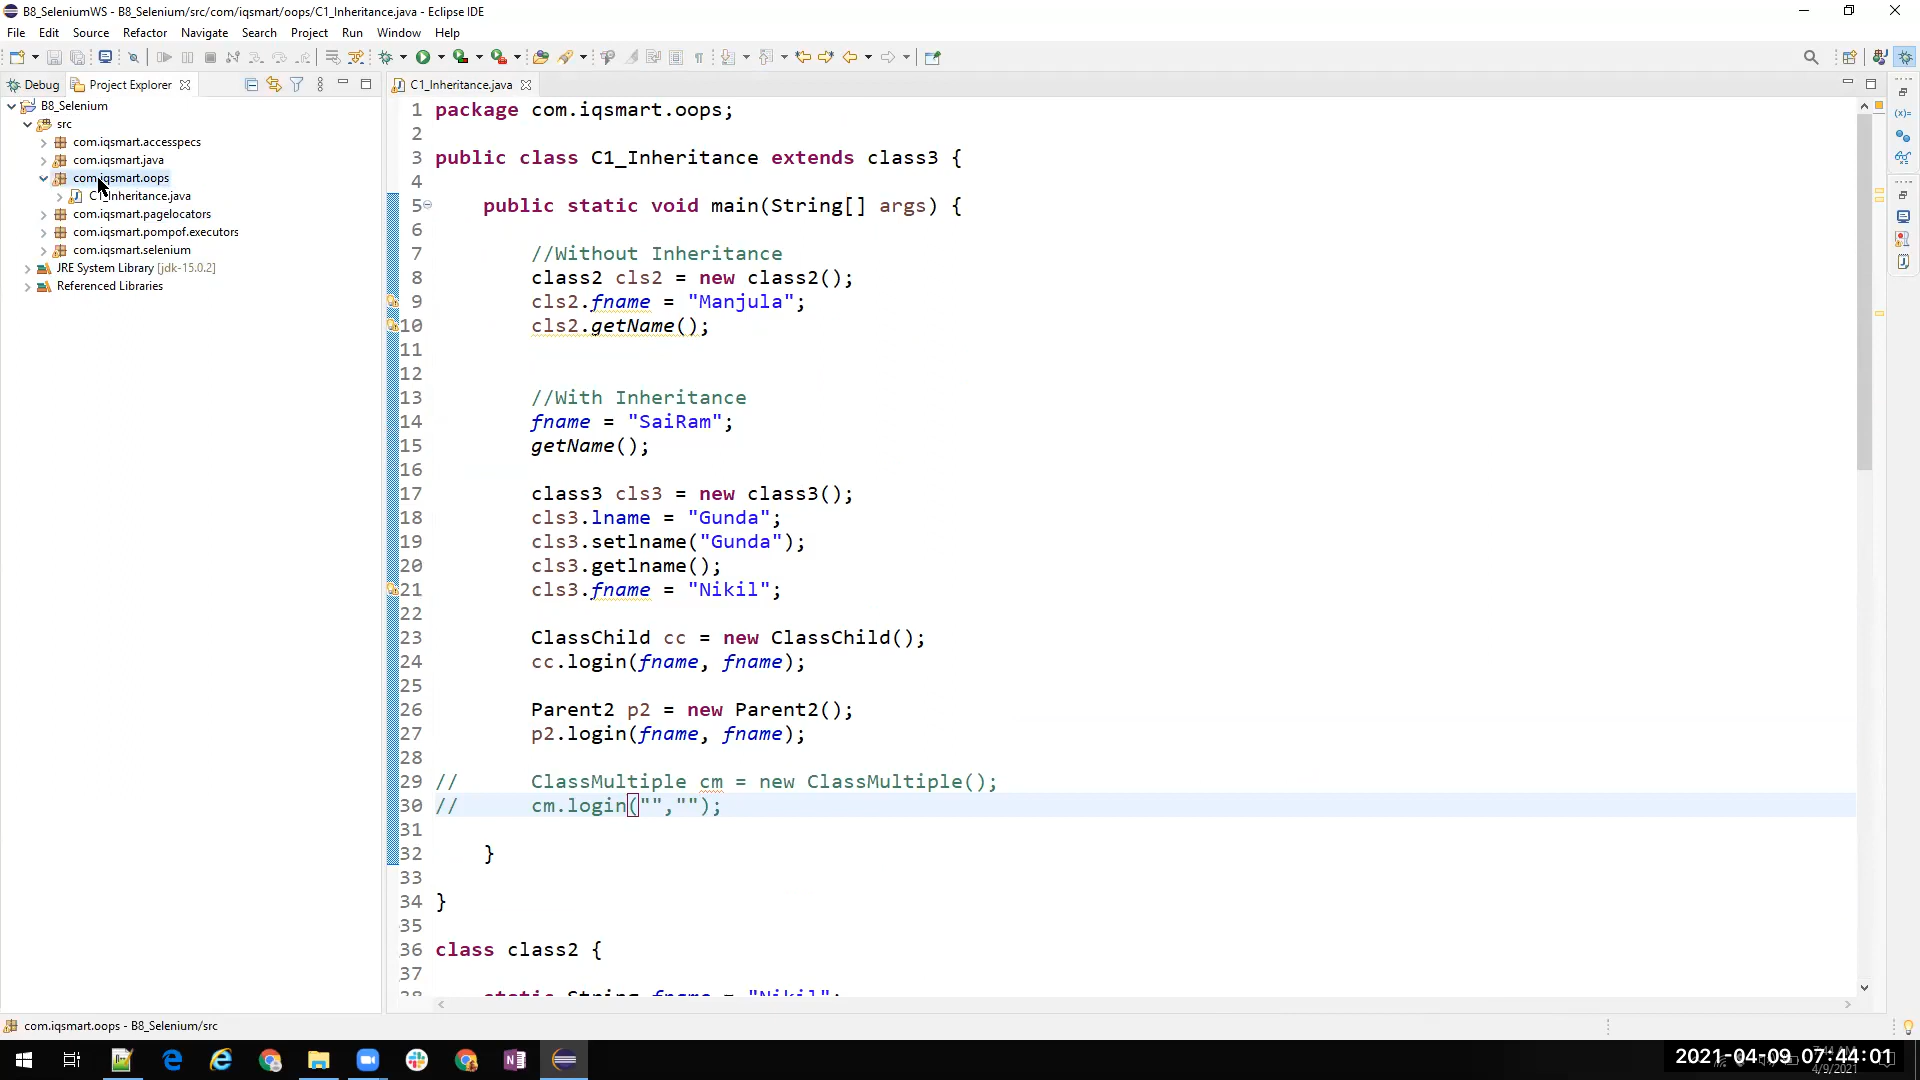 B8_SeleniumWS - B8_Selenium/src/com/iqsmart/oops/C1_Inheritance.java - Eclipse IDE
File Edit Source Refactor Navigate Search Project Run Window Help
Debug Project Explorer C1_Inheritance.java
B8_Selenium
src
com.iqsmart.accesspecs
com.iqsmart.java
com.iqsmart.oops
C1_Inheritance.java
com.iqsmart.pagelocators
com.iqsmart.pompof.executors
com.iqsmart.selenium
JRE System Library [jdk-15.0.2]
Referenced Libraries
1 package com.iqsmart.oops;
2
3 public class C1_Inheritance extends class3 {
4
5 public static void main(String[] args) {
6
7 //Without Inheritance
8 class2 cls2 = new class2();
9 cls2.fname = "Manjula";
10 cls2.getName();
11
12
13 //With Inheritance
14 fname = "SaiRam";
15 getName();
16
17 class3 cls3 = new class3();
18 cls3.lname = "Gunda";
19 cls3.setlname("Gunda");
20 cls3.getlname();
21 cls3.fname = "Nikil";
22
23 ClassChild cc = new ClassChild();
24 cc.login(fname, fname);
25
26 Parent2 p2 = new Parent2();
27 p2.login(fname, fname);
28
29 // ClassMultiple cm = new ClassMultiple();
30 // cm.login("","");
31
32 }
33
34 }
35
36 class class2 {
37
38 static String fname = "Nikil";
com.iqsmart.oops - B8_Selenium/src
2021-04-09 07:44:01
4/9/2021